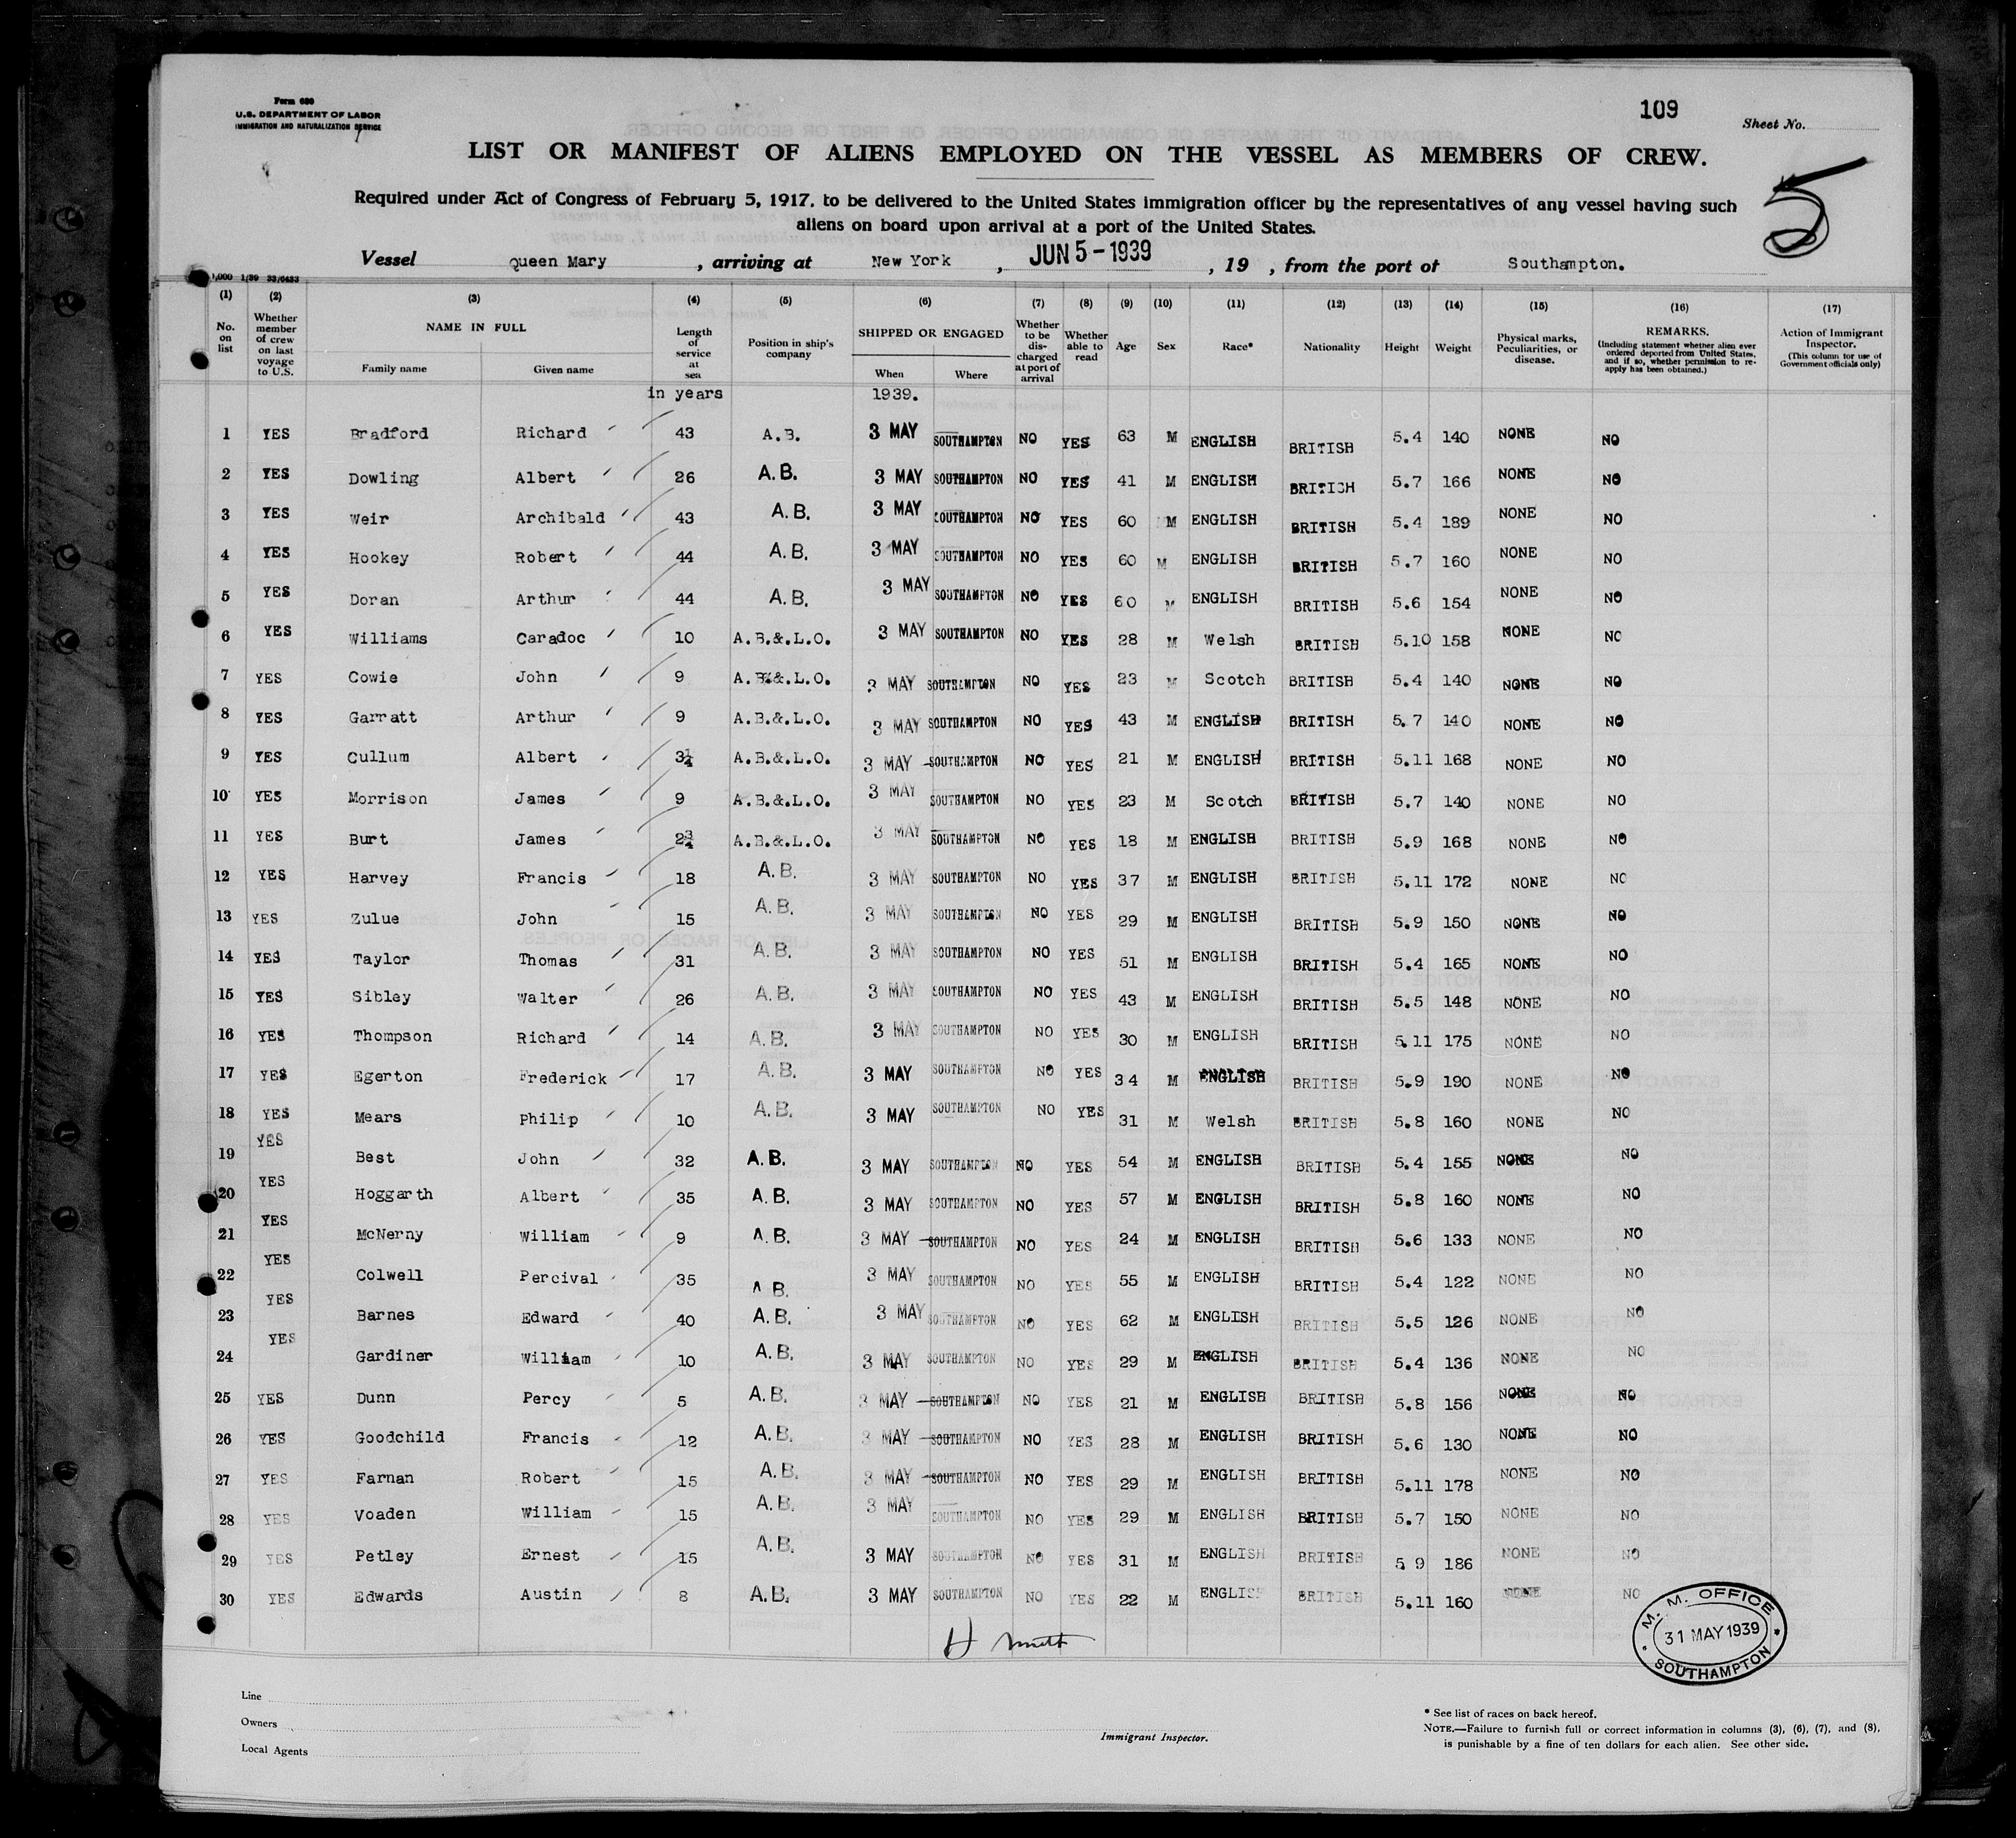 Form 680
U.S. DEPARTMENT OF LABOR
IMMIGRATION AND NATURALIZATION SERVICE
109
Sheet No.
LIST OR MANIFEST OF ALIENS EMPLOYED ON THE VESSEL AS MEMBERS OF CREW.
5
Required under Act of Congress of February 5, 1917, to be delivered to the United States immigration officer by the representatives of any vessel having such
aliens on board upon arrival at a port of the United States.
Vessel Queen Mary, arriving at New York, JUN 5-1939, 19 , from the port of Southampton.
(1) No. on list (2) Whether member of crew on last voyage to U.S. (3) NAME IN FULL Family name Given name (4) Length of service at sea (5) Position in ship's company (6) SHIPPED OR ENGAGED When Where (7) Whether to be discharged at port of arrival (8) Whether able to read (9) Age (10) Sex (11) Race* (12) Nationality (13) Height (14) Weight (15) Physical marks, Peculiarities, or disease. (16) REMARKS. (Including statement whether alien ever ordered deported from United States, and if so, whether permission to re-apply has been obtained.) (17) Action of Immigrant Inspector. (This column for use of Government officials only)
in years 1939.
1 YES Bradford Richard 43 A.B. 3 MAY SOUTHAMPTON NO YES 63 M ENGLISH BRITISH 5.4 140 NONE NO
2 YES Dowling Albert 26 A.B. 3 MAY SOUTHAMPTON NO YES 41 M ENGLISH BRITISH 5.7 166 NONE NO
3 YES Weir Archibald 43 A.B. 3 MAY SOUTHAMPTON NO YES 60 M ENGLISH BRITISH 5.4 189 NONE NO
4 YES Hookey Robert 44 A.B. 3 MAY SOUTHAMPTON NO YES 60 M ENGLISH BRITISH 5.7 160 NONE NO
5 YES Doran Arthur 44 A.B. 3 MAY SOUTHAMPTON NO YES 60 M ENGLISH BRITISH 5.6 154 NONE NO
6 YES Williams Caradoc 10 A.B.&.L.O. 3 MAY SOUTHAMPTON NO YES 28 M Welsh BRITISH 5.10 158 NONE NO
7 YES Cowie John 9 A.B.&.L.O. 3 MAY SOUTHAMPTON NO YES 23 M Scotch BRITISH 5.4 140 NONE NO
8 YES Garratt Arthur 9 A.B.&.L.O. 3 MAY SOUTHAMPTON NO YES 43 M ENGLISH BRITISH 5.7 140 NONE NO
9 YES Cullum Albert 3¼ A.B.&.L.O. 3 MAY SOUTHAMPTON NO YES 21 M ENGLISH BRITISH 5.11 168 NONE NO
10 YES Morrison James 9 A.B.&.L.O. 3 MAY SOUTHAMPTON NO YES 23 M Scotch BRITISH 5.7 140 NONE NO
11 YES Burt James 2¾ A.B.&.L.O. 3 MAY SOUTHAMPTON NO YES 18 M ENGLISH BRITISH 5.9 168 NONE NO
12 YES Harvey Francis 18 A.B. 3 MAY SOUTHAMPTON NO YES 37 M ENGLISH BRITISH 5.11 172 NONE NO
13 YES Zulue John 15 A.B. 3 MAY SOUTHAMPTON NO YES 29 M ENGLISH BRITISH 5.9 150 NONE NO
14 YES Taylor Thomas 31 A.B. 3 MAY SOUTHAMPTON NO YES 51 M ENGLISH BRITISH 5.4 165 NONE NO
15 YES Sibley Walter 26 A.B. 3 MAY SOUTHAMPTON NO YES 43 M ENGLISH BRITISH 5.5 148 NONE NO
16 YES Thompson Richard 14 A.B. 3 MAY SOUTHAMPTON NO YES 30 M ENGLISH BRITISH 5.11 175 NONE NO
17 YES Egerton Frederick 17 A.B. 3 MAY SOUTHAMPTON NO YES 34 M ENGLISH BRITISH 5.9 190 NONE NO
18 YES Mears Philip 10 A.B. 3 MAY SOUTHAMPTON NO YES 31 M Welsh BRITISH 5.8 160 NONE NO
19 YES Best John 32 A.B. 3 MAY SOUTHAMPTON NO YES 54 M ENGLISH BRITISH 5.4 155 NONE NO
20 YES Hoggarth Albert 35 A.B. 3 MAY SOUTHAMPTON NO YES 57 M ENGLISH BRITISH 5.8 160 NONE NO
21 YES McNerny William 9 A.B. 3 MAY SOUTHAMPTON NO YES 24 M ENGLISH BRITISH 5.6 133 NONE NO
22 YES Colwell Percival 35 A.B. 3 MAY SOUTHAMPTON NO YES 55 M ENGLISH BRITISH 5.4 122 NONE NO
23 YES Barnes Edward 40 A.B. 3 MAY SOUTHAMPTON NO YES 62 M ENGLISH BRITISH 5.5 126 NONE NO
24 YES Gardiner William 10 A.B. 3 MAY SOUTHAMPTON NO YES 29 M ENGLISH BRITISH 5.4 136 NONE NO
25 YES Dunn Percy 5 A.B. 3 MAY SOUTHAMPTON NO YES 21 M ENGLISH BRITISH 5.8 156 NONE NO
26 YES Goodchild Francis 12 A.B. 3 MAY SOUTHAMPTON NO YES 28 M ENGLISH BRITISH 5.6 130 NONE NO
27 YES Farnan Robert 15 A.B. 3 MAY SOUTHAMPTON NO YES 29 M ENGLISH BRITISH 5.11 178 NONE NO
28 YES Voaden William 15 A.B. 3 MAY SOUTHAMPTON NO YES 29 M ENGLISH BRITISH 5.7 150 NONE NO
29 YES Petley Ernest 15 A.B. 3 MAY SOUTHAMPTON NO YES 31 M ENGLISH BRITISH 5 9 186 NONE NO
30 YES Edwards Austin 8 A.B. 3 MAY SOUTHAMPTON NO YES 22 M ENGLISH BRITISH 5.11 160 NONE NO
M. M. OFFICE
31 MAY 1939
SOUTHAMPTON
Line
Owners
Local Agents
Immigrant Inspector.
* See list of races on back hereof.
NOTE.—Failure to furnish full or correct information in columns (3), (6), (7), and (8),
is punishable by a fine of ten dollars for each alien. See other side.